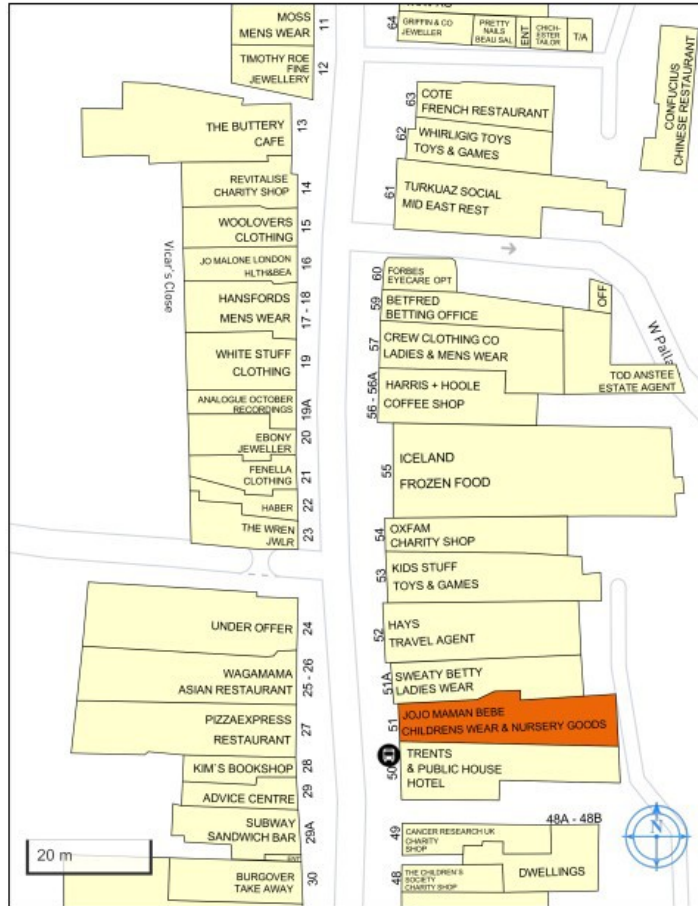 MOSS
MENS WEAR
11
TIMOTHY ROE
FINE
JEWELLERY
12
THE BUTTERY
CAFE
13
REVITALISE
CHARITY SHOP
14
WOOLOVERS
CLOTHING
15
JO MALONE LONDON
HLTH&BEA
16
HANSFORDS
MENS WEAR
17 - 18
WHITE STUFF
CLOTHING
19
ANALOGUE OCTOBER
RECORDINGS
19A
EBONY
JEWELLER
20
FENELLA
CLOTHING
21
HABER
22
THE WREN
JWLR
23
Vicar's Close
UNDER OFFER
24
WAGAMAMA
ASIAN RESTAURANT
25 - 26
PIZZAEXPRESS
RESTAURANT
27
KIM'S BOOKSHOP
28
ADVICE CENTRE
29
SUBWAY
SANDWICH BAR
29A
BURGOVER
TAKE AWAY
30
20 m
64
GRIFFIN & CO
JEWELLER
PRETTY
NAILS
BEAU SAL
ENT
CHICH-
ESTER
TAILOR
T/A
CONFUCIUS
CHINESE RESTAURANT
63
COTE
FRENCH RESTAURANT
62
WHIRLIGIG TOYS
TOYS & GAMES
61
TURKUAZ SOCIAL
MID EAST REST
60
FORBES
EYECARE OPT
59
BETFRED
BETTING OFFICE
OFF
57
CREW CLOTHING CO
LADIES & MENS WEAR
W Palla
TOD ANSTEE
ESTATE AGENT
56 - 56A
HARRIS + HOOLE
COFFEE SHOP
55
ICELAND
FROZEN FOOD
54
OXFAM
CHARITY SHOP
53
KIDS STUFF
TOYS & GAMES
52
HAYS
TRAVEL AGENT
51A
SWEATY BETTY
LADIES WEAR
51
JOJO MAMAN BEBE
CHILDRENS WEAR & NURSERY GOODS
50
TRENTS
& PUBLIC HOUSE
HOTEL
48A - 48B
49
CANCER RESEARCH UK
CHARITY
SHOP
DWELLINGS
48
THE CHILDREN'S
SOCIETY
CHARITY SHOP
N